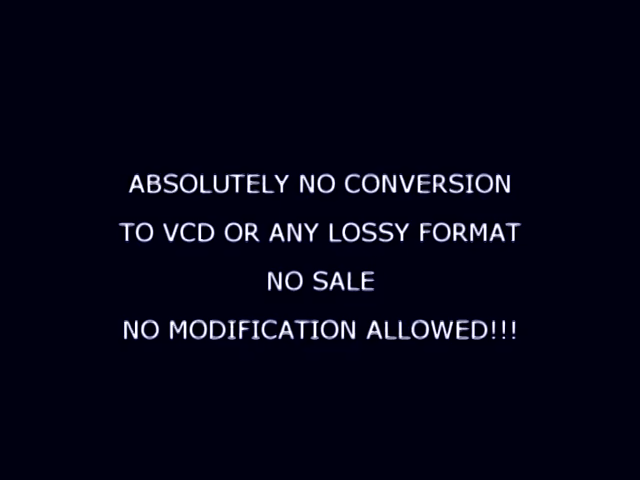 ABSOLUTELY NO CONVERSION
TO VCD OR ANY LOSSY FORMAT
NO SALE
NO MODIFICATION ALLOWED!!!